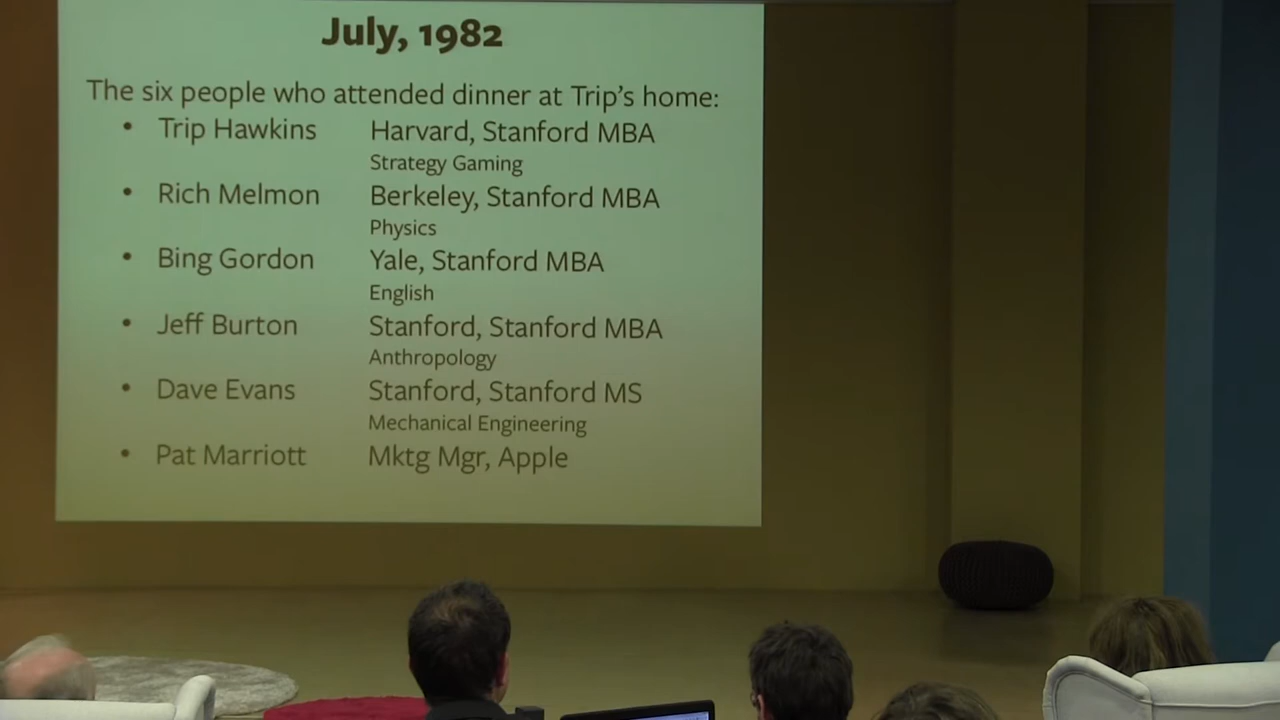 July, 1982
The six people who attended dinner at Trip's home:
• Trip Hawkins Harvard, Stanford MBA
Strategy Gaming
• Rich Melmon Berkeley, Stanford MBA
Physics
• Bing Gordon Yale, Stanford MBA
English
• Jeff Burton Stanford, Stanford MBA
Anthropology
• Dave Evans Stanford, Stanford MS
Mechanical Engineering
• Pat Marriott Mktg Mgr, Apple